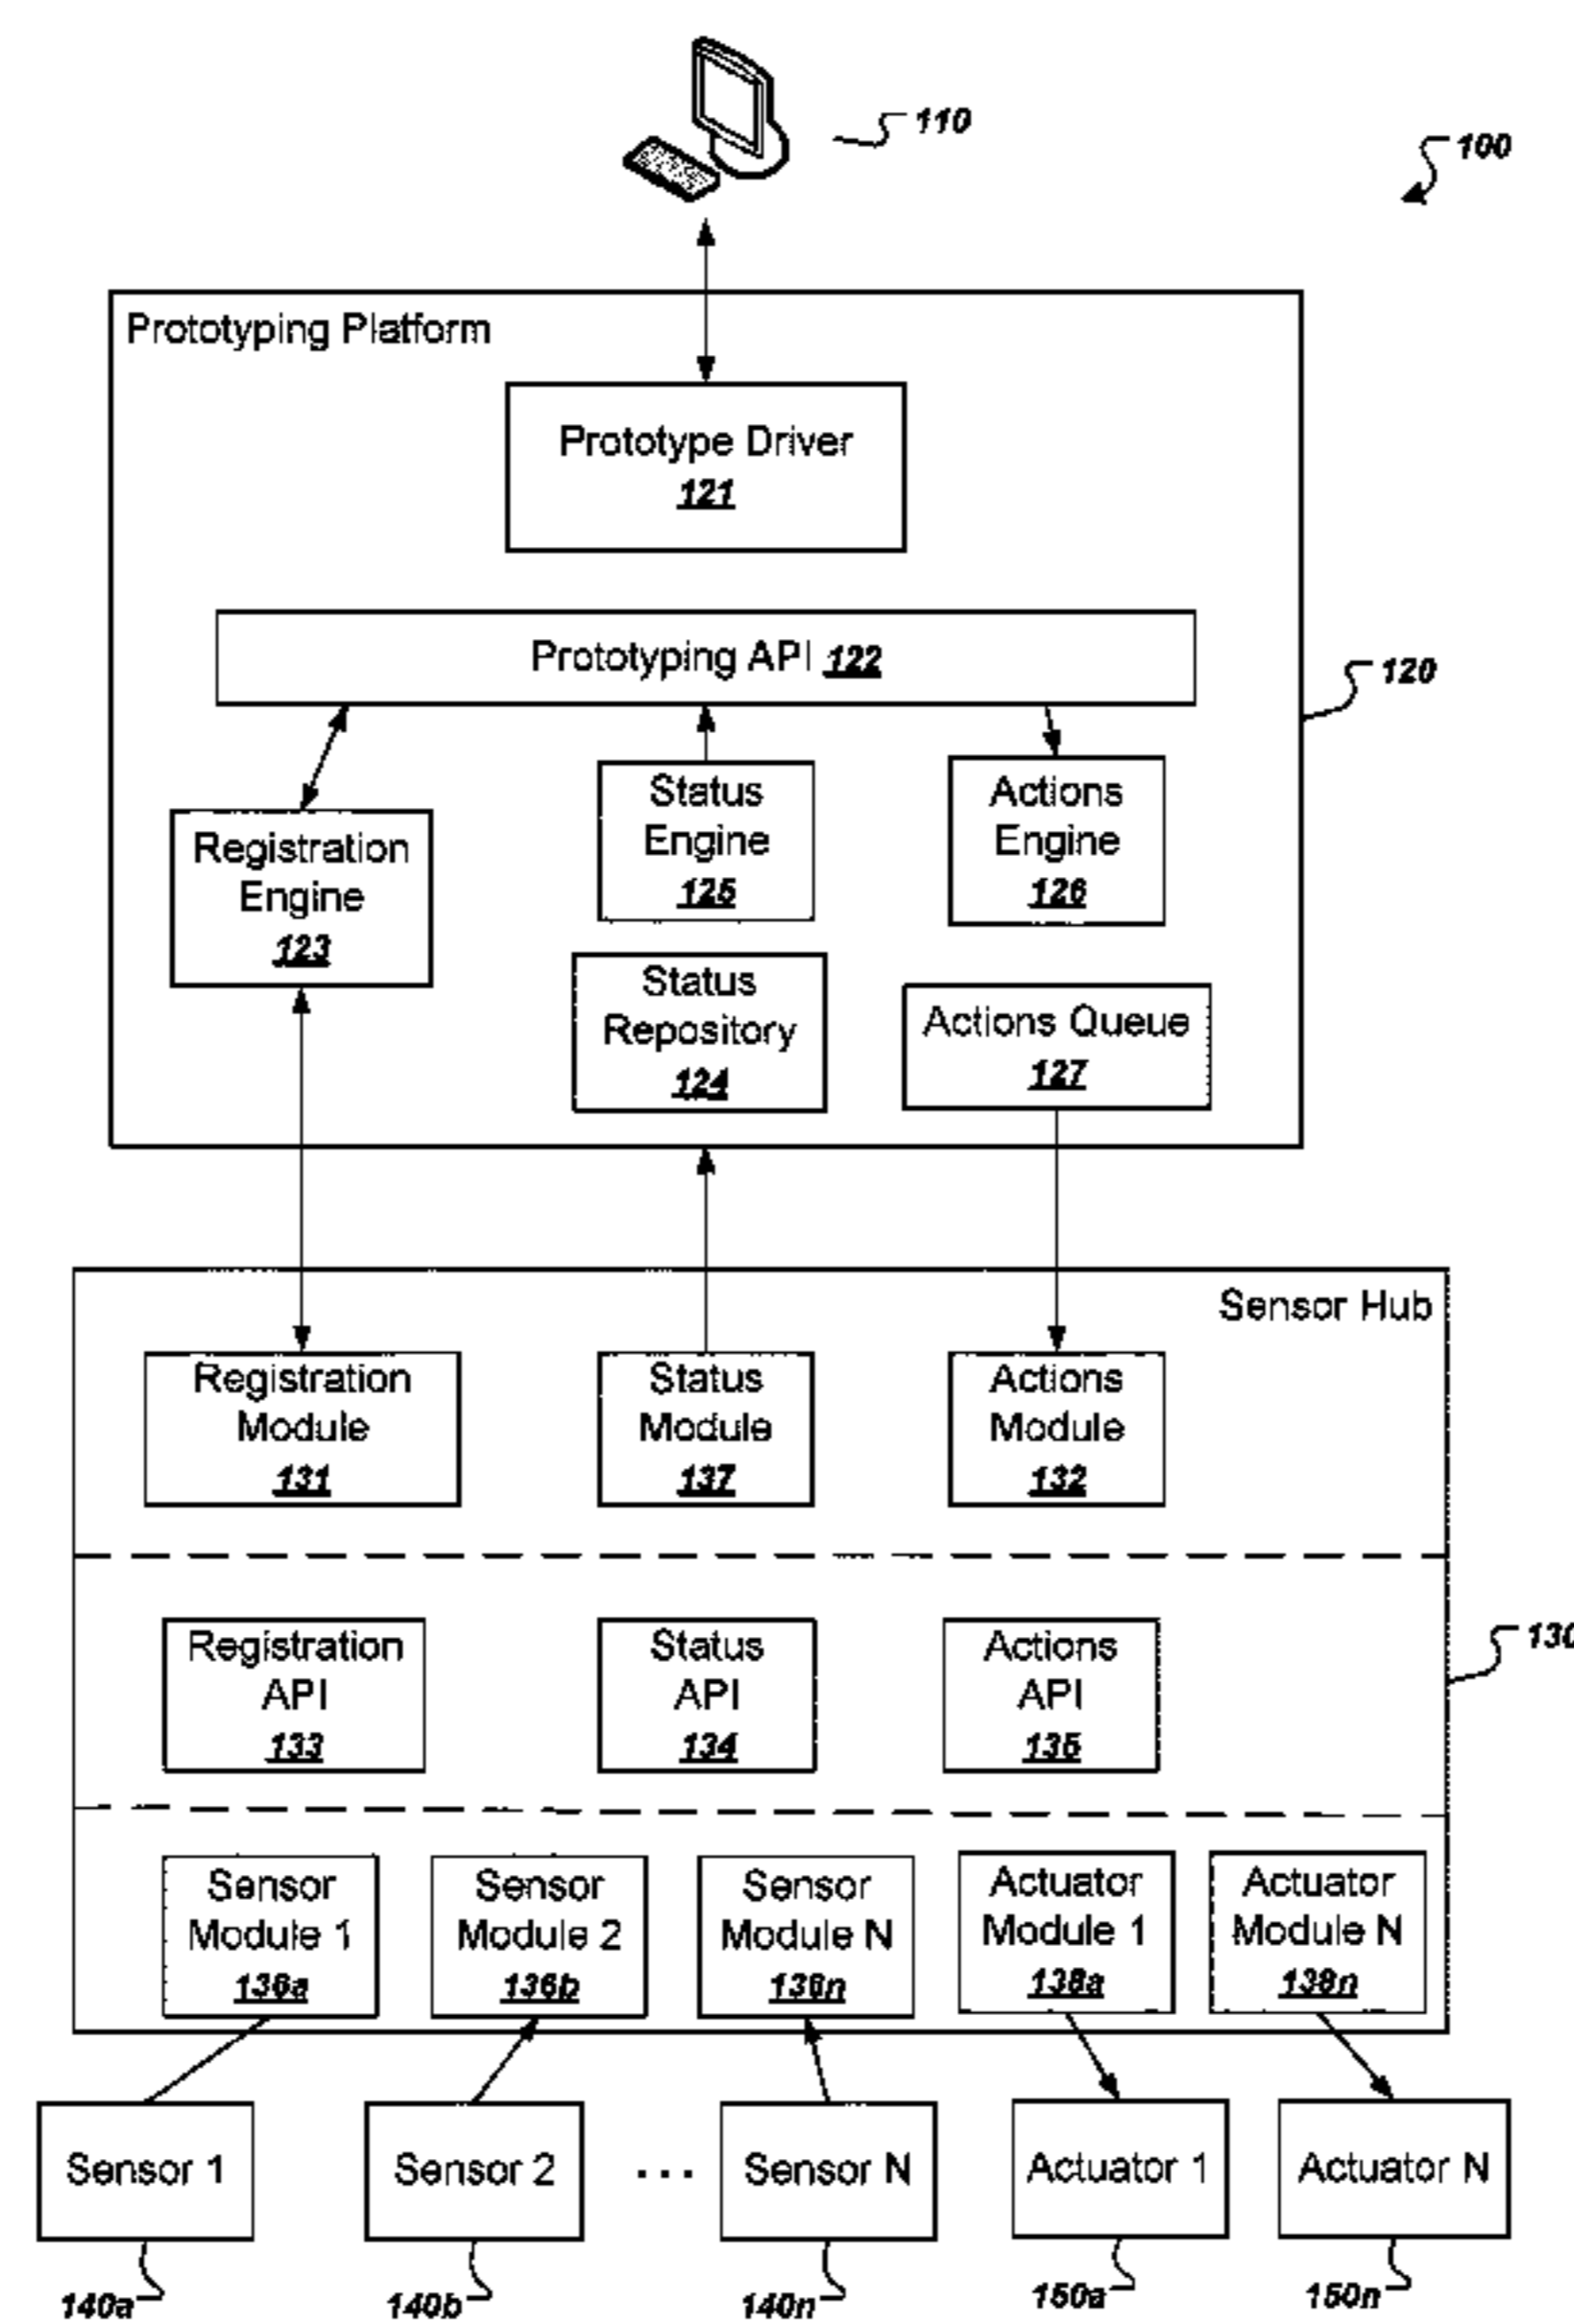 110
100
Prototyping Platform
Prototype Driver
121
Prototyping API 122
120
Registration
Engine
123
Status
Engine
125
Actions
Engine
126
Status
Repository
124
Actions Queue
127
Sensor Hub
Registration
Module
131
Status
Module
137
Actions
Module
132
Registration
API
133
Status
API
134
Actions
API
135
130
Sensor
Module 1
136a
Sensor
Module 2
136b
Sensor
Module N
136n
Actuator
Module 1
138a
Actuator
Module N
138n
Sensor 1
Sensor 2
...
Sensor N
Actuator 1
Actuator N
140a
140b
140n
150a
150n